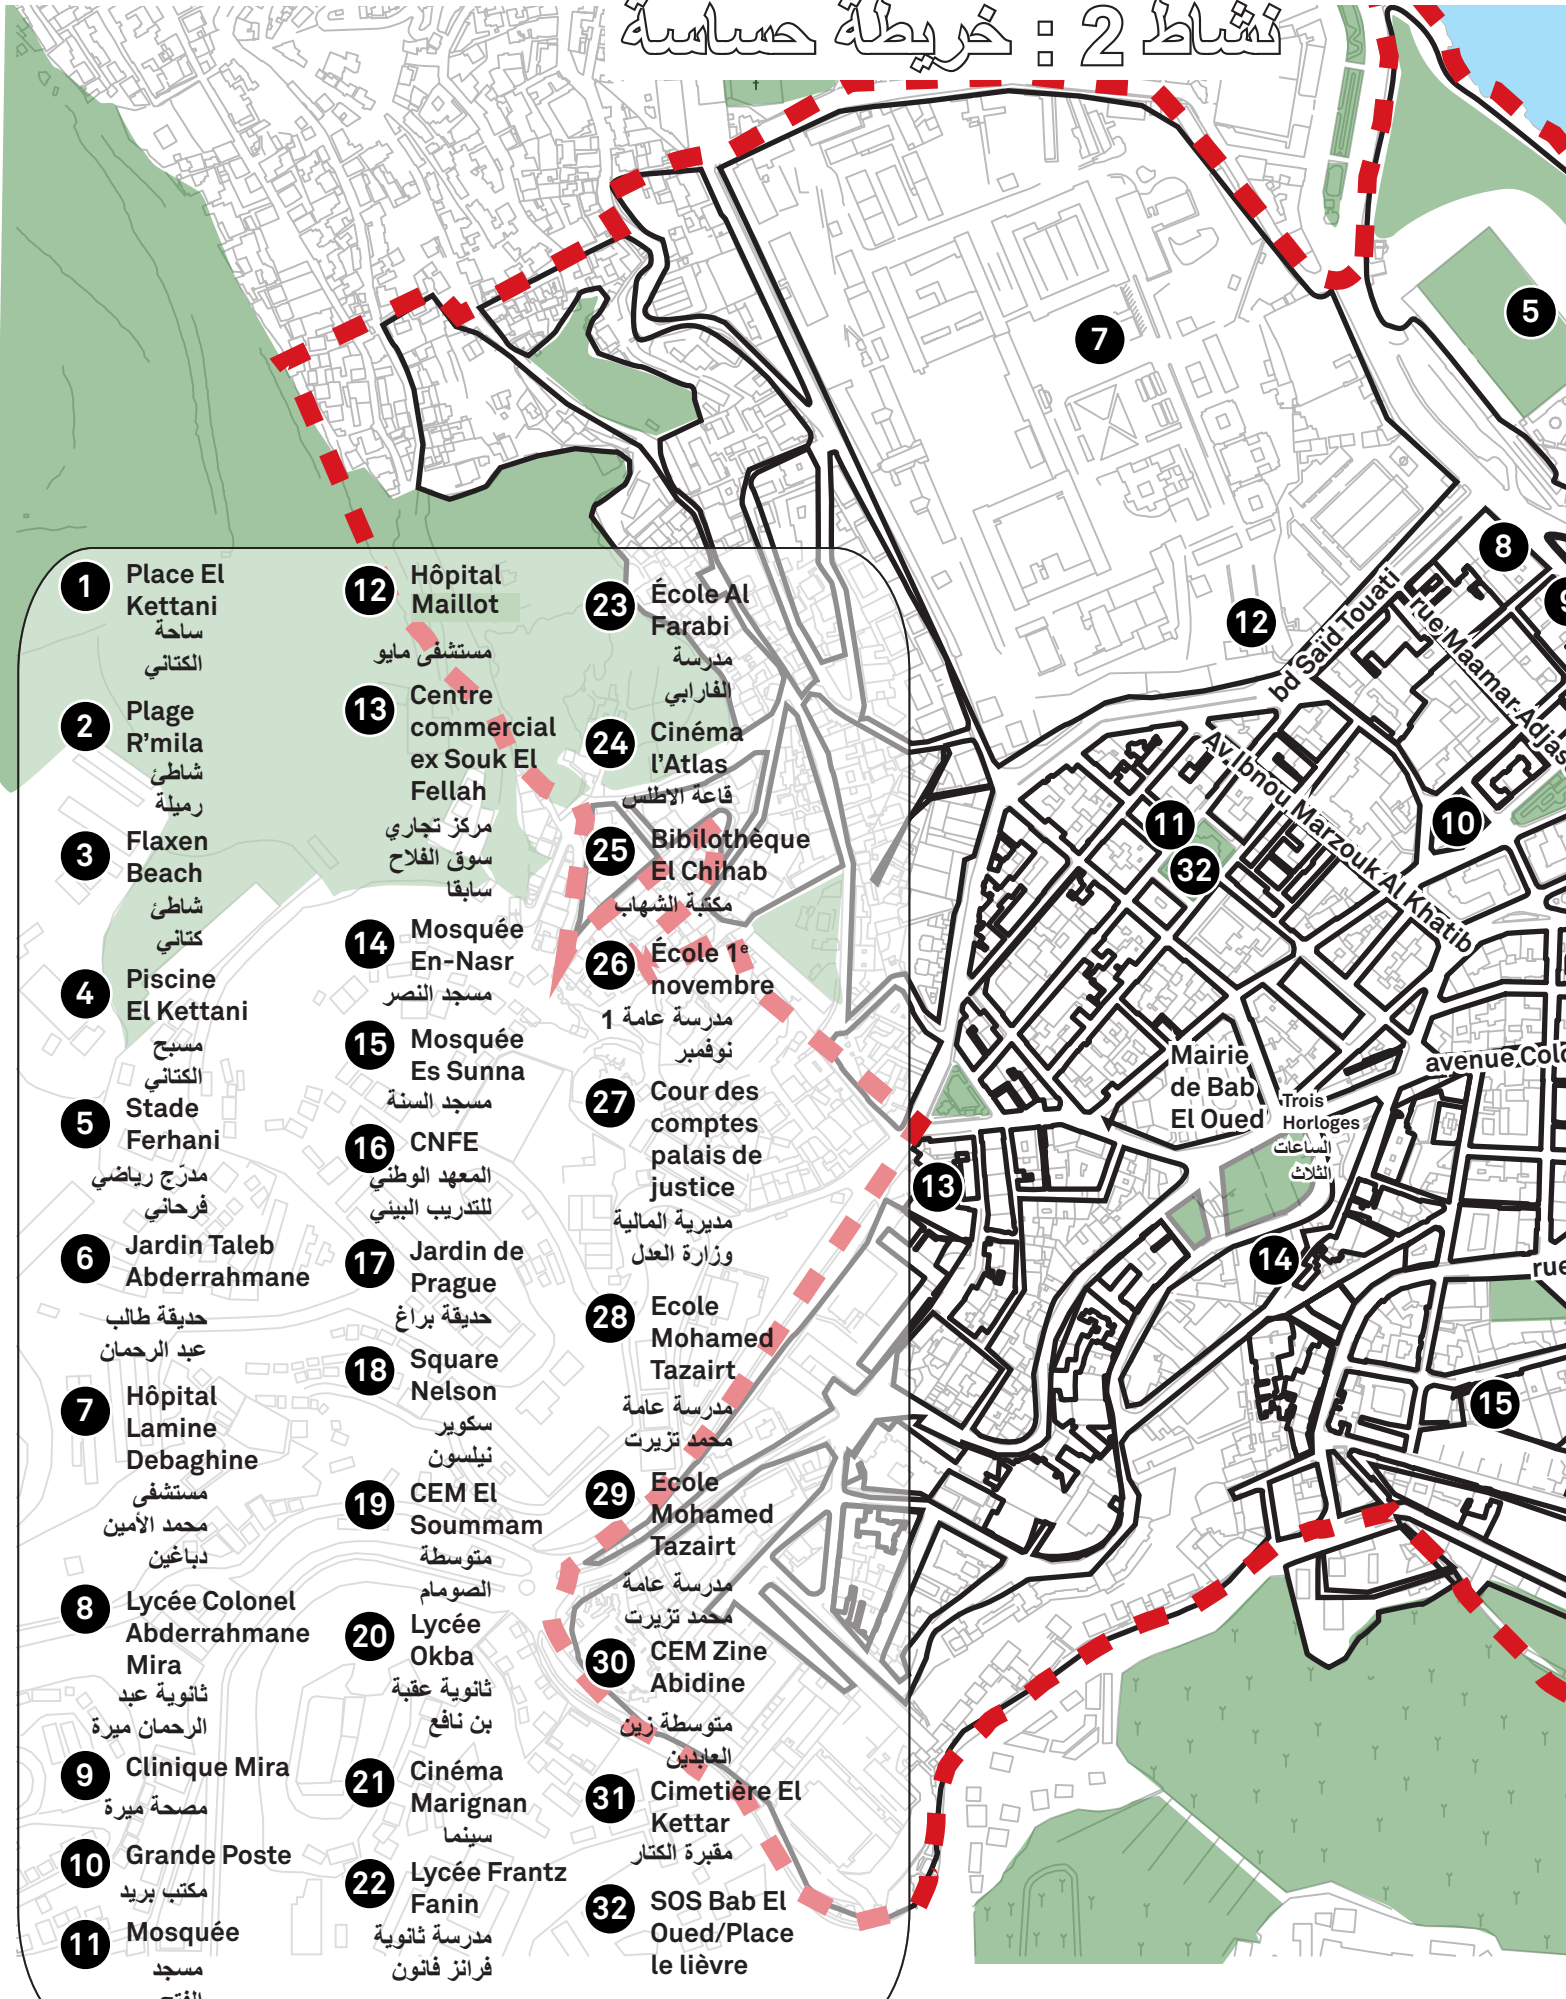 نشاط 2 : خريطة حساسة
1
Place El
Kettani
ساحة
الكتاني
2
Plage
R’mila
شاطئ
رميلة
3
Flaxen
Beach
شاطئ
كتاني
4
Piscine
El Kettani
مسبح
الكتاني
5
Stade
Ferhani
مدرّج رياضي
فرحاني
6
Jardin Taleb
Abderrahmane
حديقة طالب
عبد الرحمان
7
Hôpital
Lamine
Debaghine
مستشفى
محمد الأمين
دباغين
8
Lycée Colonel
Abderrahmane
Mira
ثانوية عبد
الرحمان ميرة
9
Clinique Mira
مصحة ميرة
10
Grande Poste
مكتب بريد
11
Mosquée
مسجد
12
Hôpital
Maillot
مستشفى مايو
13
Centre
commercial
ex Souk El
Fellah
مركز تجاري
سوق الفلاح
سابقا
14
Mosquée
En-Nasr
مسجد النصر
15
Mosquée
Es Sunna
مسجد السنة
16
CNFE
المعهد الوطني
للتدريب البيئي
17
Jardin de
Prague
حديقة براغ
18
Square
Nelson
سكوير
نيلسون
19
CEM El
Soummam
متوسطة
الصومام
20
Lycée
Okba
ثانوية عقبة
بن نافع
21
Cinéma
Marignan
سينما
22
Lycée Frantz
Fanin
مدرسة ثانوية
فرانز فانون
23
École Al
Farabi
مدرسة
الفارابي
24
Cinéma
l’Atlas
قاعة الاطلس
25
Bibilothèque
El Chihab
مكتبة الشهاب
26
École 1e
novembre
مدرسة عامة 1
نوفمبر
27
Cour des
comptes
palais de
justice
مديرية المالية
وزارة العدل
28
Ecole
Mohamed
Tazairt
مدرسة عامة
محمد تزيرت
29
Ecole
Mohamed
Tazairt
مدرسة عامة
محمد تزيرت
30
CEM Zine
Abidine
متوسطة زين
العابدين
31
Cimetière El
Kettar
مقبرة الكتار
32
SOS Bab El
Oued/Place
le lièvre
5
7
8
9
12
bd Saïd Touati
rue Maamar Adjas
Av. Ibnou Marzouk Al Khatib
10
11
32
Mairie
de Bab
El Oued
avenue Colo
Trois
Horloges
الساعات
الثلاث
13
14
rue
15